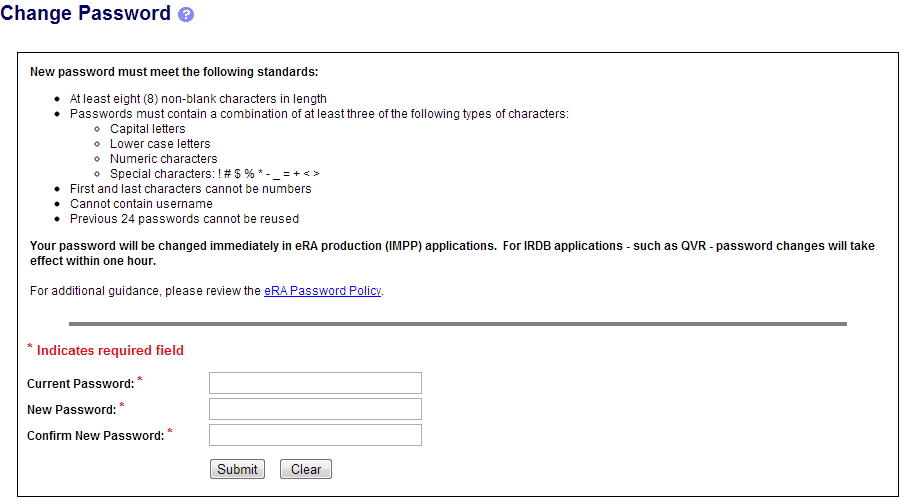 Change Password ?
New password must meet the following standards:
At least eight (8) non-blank characters in length
Passwords must contain a combination of at least three of the following types of characters:
Capital letters
Lower case letters
Numeric characters
Special characters: ! # $ % * - _ = + < >
First and last characters cannot be numbers
Cannot contain username
Previous 24 passwords cannot be reused
Your password will be changed immediately in eRA production (IMPP) applications.  For IRDB applications - such as QVR - password changes will take
effect within one hour.
For additional guidance, please review the eRA Password Policy.
* Indicates required field
Current Password: *
New Password: *
Confirm New Password: *
Submit Clear